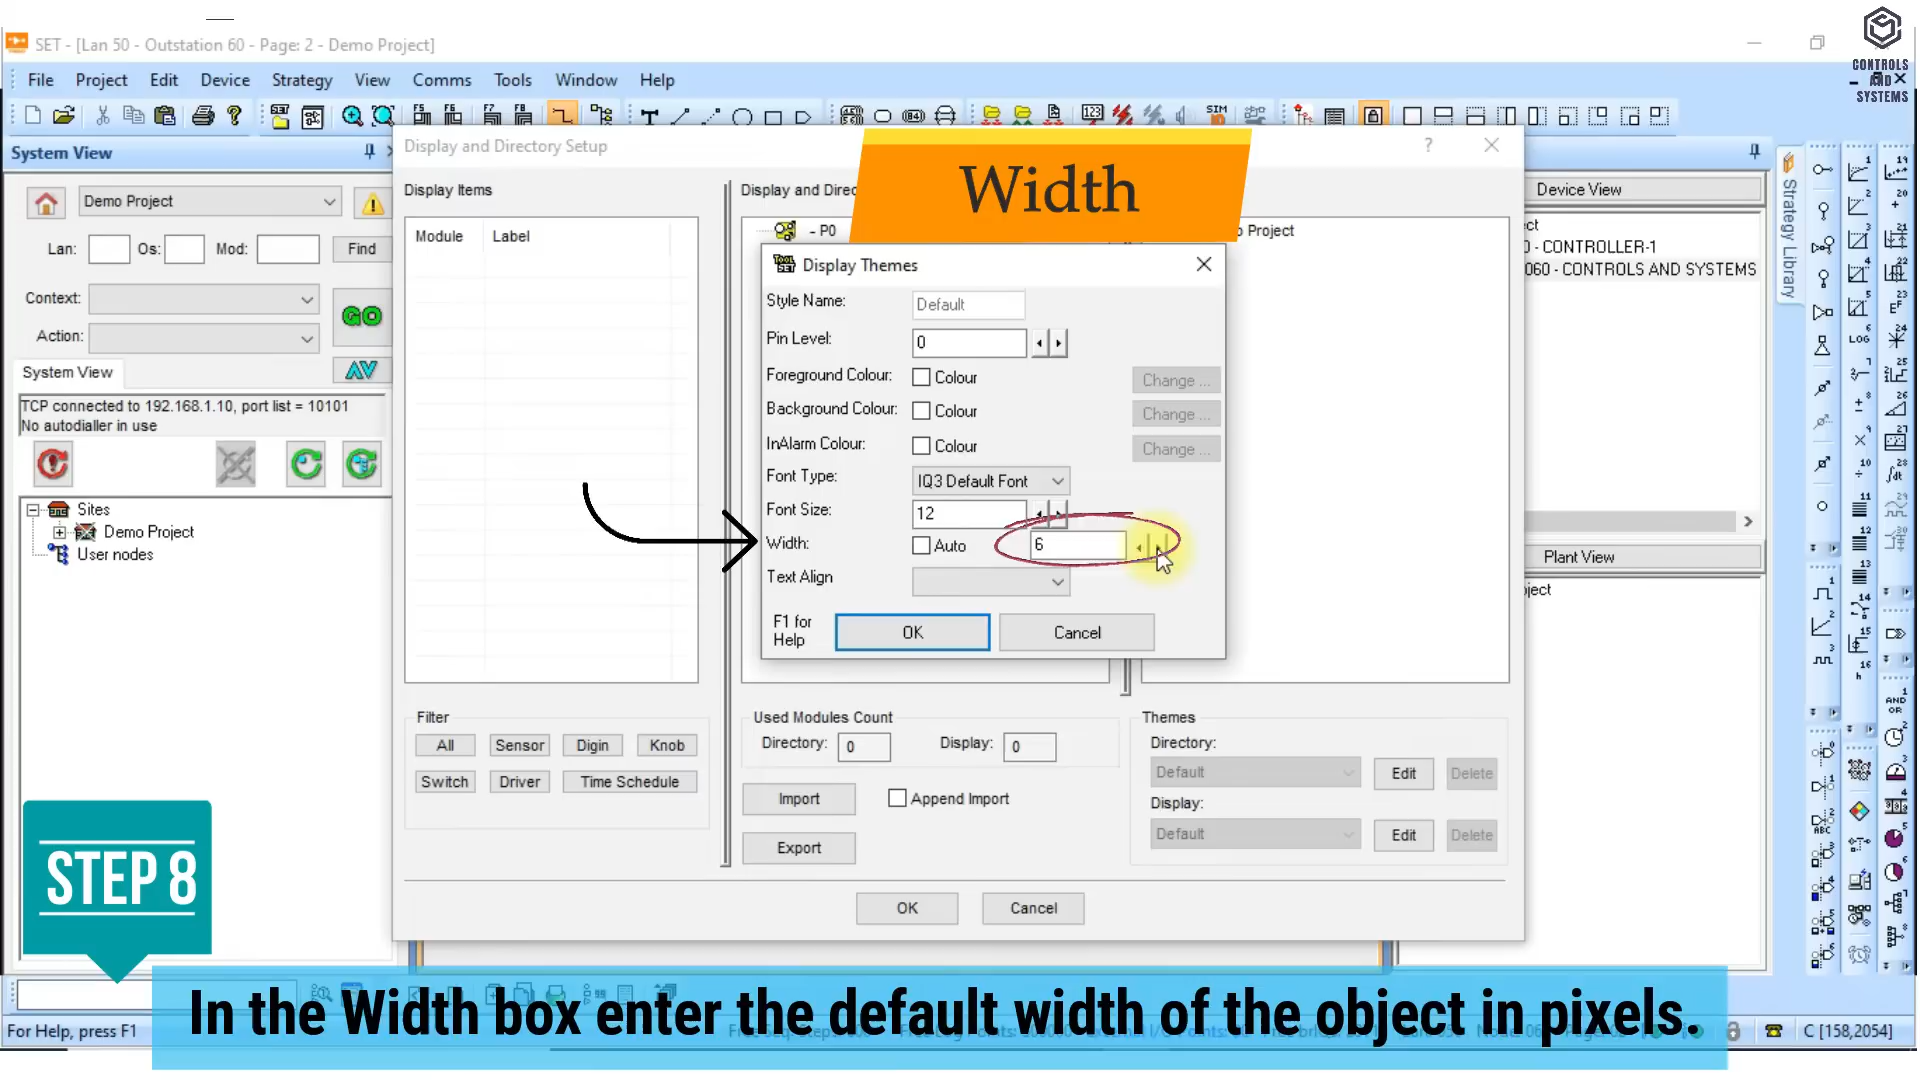 SET - [Lan 50 - Outstation 60 - Page: 2 - Demo Project]
CONTROLS
AND
SYSTEMS
File Project Edit Device Strategy View Comms Tools Window Help
System View
Display and Directory Setup
Width
Demo Project
Lan: Os: Mod: Find
Context:
Action:
GO
AV
System View
TCP connected to 192.168.1.10, port list = 10101
No autodialler in use
Sites
Demo Project
User nodes
Display Items
Module Label
Display and Direc
- P0
o Project
Display Themes
Style Name: Default
Pin Level: 0
Foreground Colour: Colour Change ...
Background Colour: Colour Change ...
InAlarm Colour: Colour Change ...
Font Type: IQ3 Default Font
Font Size: 12
Width: Auto 6
Text Align
F1 for
Help
OK Cancel
Device View
ct
0 - CONTROLLER-1
060 - CONTROLS AND SYSTEMS
Plant View
ject
Strategy Library
Filter
All Sensor Digin Knob
Switch Driver Time Schedule
Used Modules Count
Directory: 0 Display: 0
Import Append Import
Export
Themes
Directory:
Default Edit Delete
Display:
Default Edit Delete
OK Cancel
STEP 8
In the Width box enter the default width of the object in pixels.
For Help, press F1
C [158,2054]